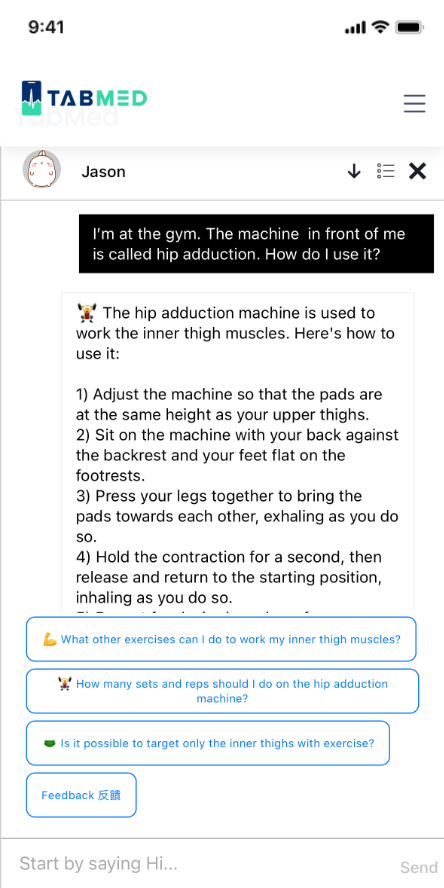 9:41
TABMED
TabMed
Jason
I'm at the gym. The machine in front of me
is called hip adduction. How do I use it?
The hip adduction machine is used to
work the inner thigh muscles. Here's how to
use it:
1) Adjust the machine so that the pads are
at the same height as your upper thighs.
2) Sit on the machine with your back against
the backrest and your feet flat on the
footrests.
3) Press your legs together to bring the
pads towards each other, exhaling as you do
so.
4) Hold the contraction for a second, then
release and return to the starting position,
inhaling as you do so.
💪 What other exercises can I do to work my inner thigh muscles?
How many sets and reps should I do on the hip adduction
machine?
Is it possible to target only the inner thighs with exercise?
Feedback 反饋
Start by saying Hi...
Send